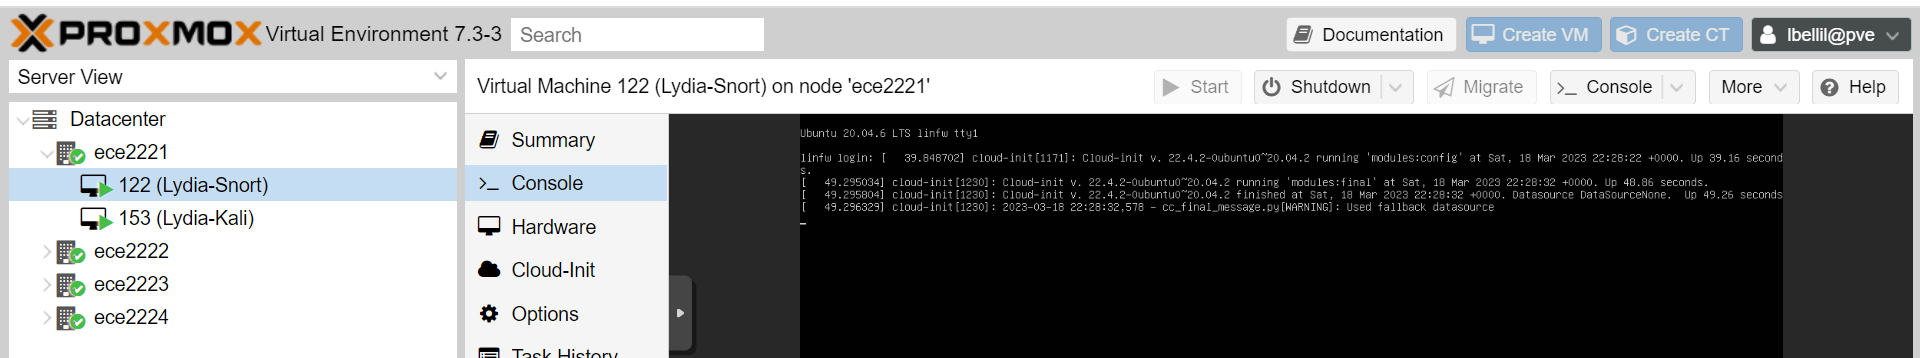 PROXMOX Virtual Environment 7.3-3 Search Documentation Create VM Create CT lbellil@pve
Server View
Virtual Machine 122 (Lydia-Snort) on node 'ece2221' Start Shutdown Migrate Console More Help
Datacenter
ece2221
122 (Lydia-Snort)
153 (Lydia-Kali)
ece2222
ece2223
ece2224
Summary
Console
Hardware
Cloud-Init
Options
Task History
Ubuntu 20.04.6 LTS linfw tty1
linfw login: [   39.848702] cloud-init[1171]: Cloud-init v. 22.4.2-0ubuntu0~20.04.2 running 'modules:config' at Sat, 18 Mar 2023 22:28:22 +0000. Up 39.16 second
s.
[   49.295034] cloud-init[1230]: Cloud-init v. 22.4.2-0ubuntu0~20.04.2 running 'modules:final' at Sat, 18 Mar 2023 22:28:32 +0000. Up 48.86 seconds.
[   49.295804] cloud-init[1230]: Cloud-init v. 22.4.2-0ubuntu0~20.04.2 finished at Sat, 18 Mar 2023 22:28:32 +0000. Datasource DataSourceNone.  Up 49.26 seconds
[   49.296329] cloud-init[1230]: 2023-03-18 22:28:32,578 - cc_final_message.py[WARNING]: Used fallback datasource